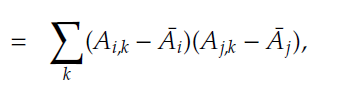 = ∑_k (A_{i,k} − Ā_i)(A_{j,k} − Ā_j),